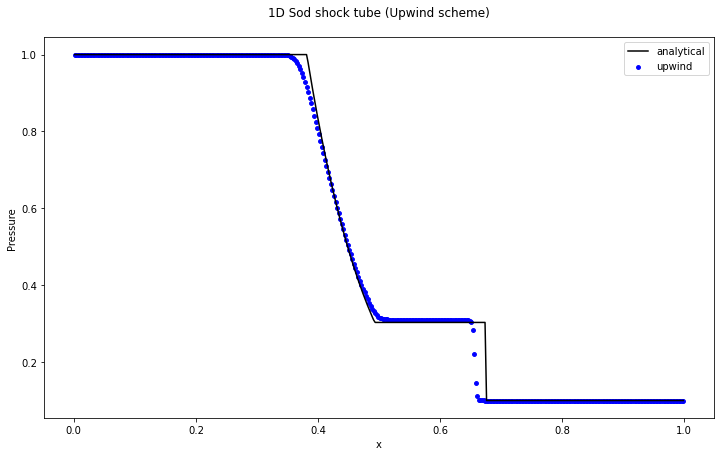 1D Sod shock tube (Upwind scheme)
analytical
upwind
1.0
0.8
0.6
0.4
0.2
Pressure
0.0 0.2 0.4 0.6 0.8 1.0
x